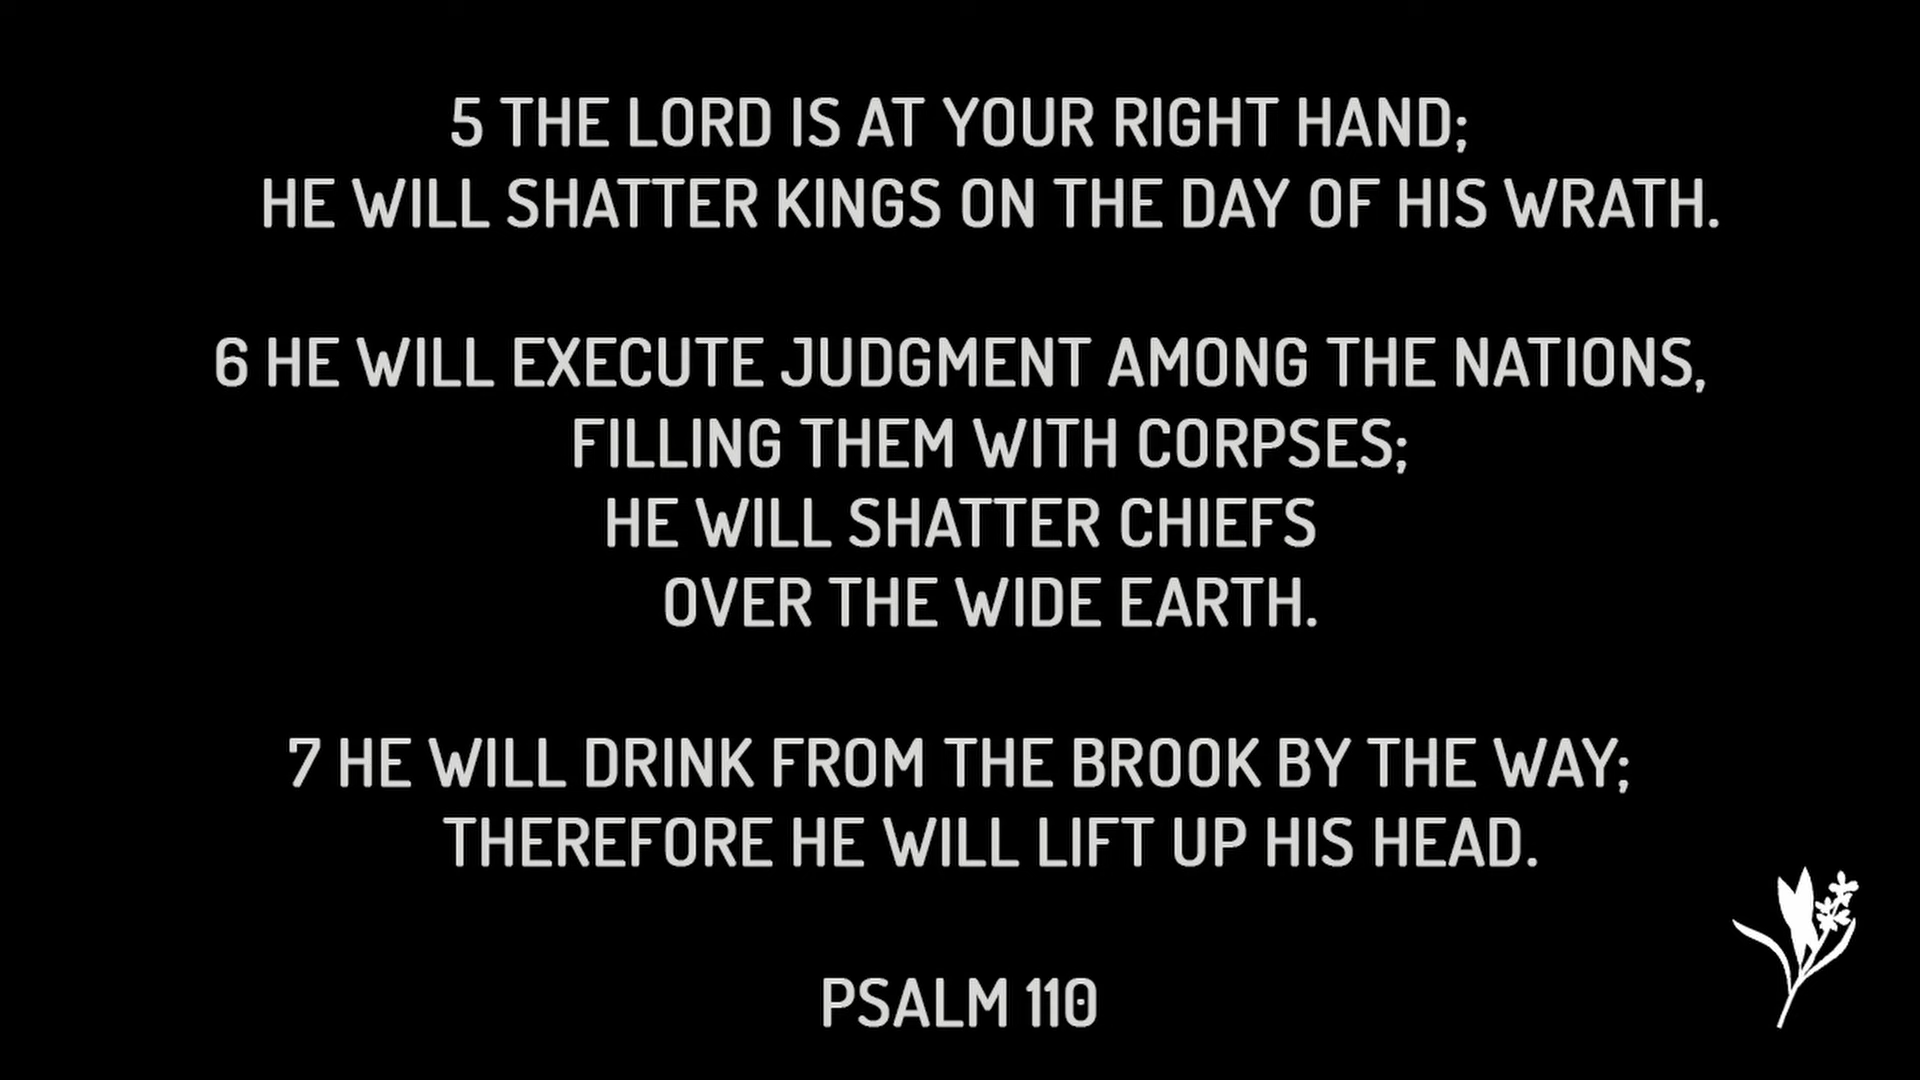 5 THE LORD IS AT YOUR RIGHT HAND;
HE WILL SHATTER KINGS ON THE DAY OF HIS WRATH.
6 HE WILL EXECUTE JUDGMENT AMONG THE NATIONS,
FILLING THEM WITH CORPSES;
HE WILL SHATTER CHIEFS
OVER THE WIDE EARTH.
7 HE WILL DRINK FROM THE BROOK BY THE WAY;
THEREFORE HE WILL LIFT UP HIS HEAD.
PSALM 110